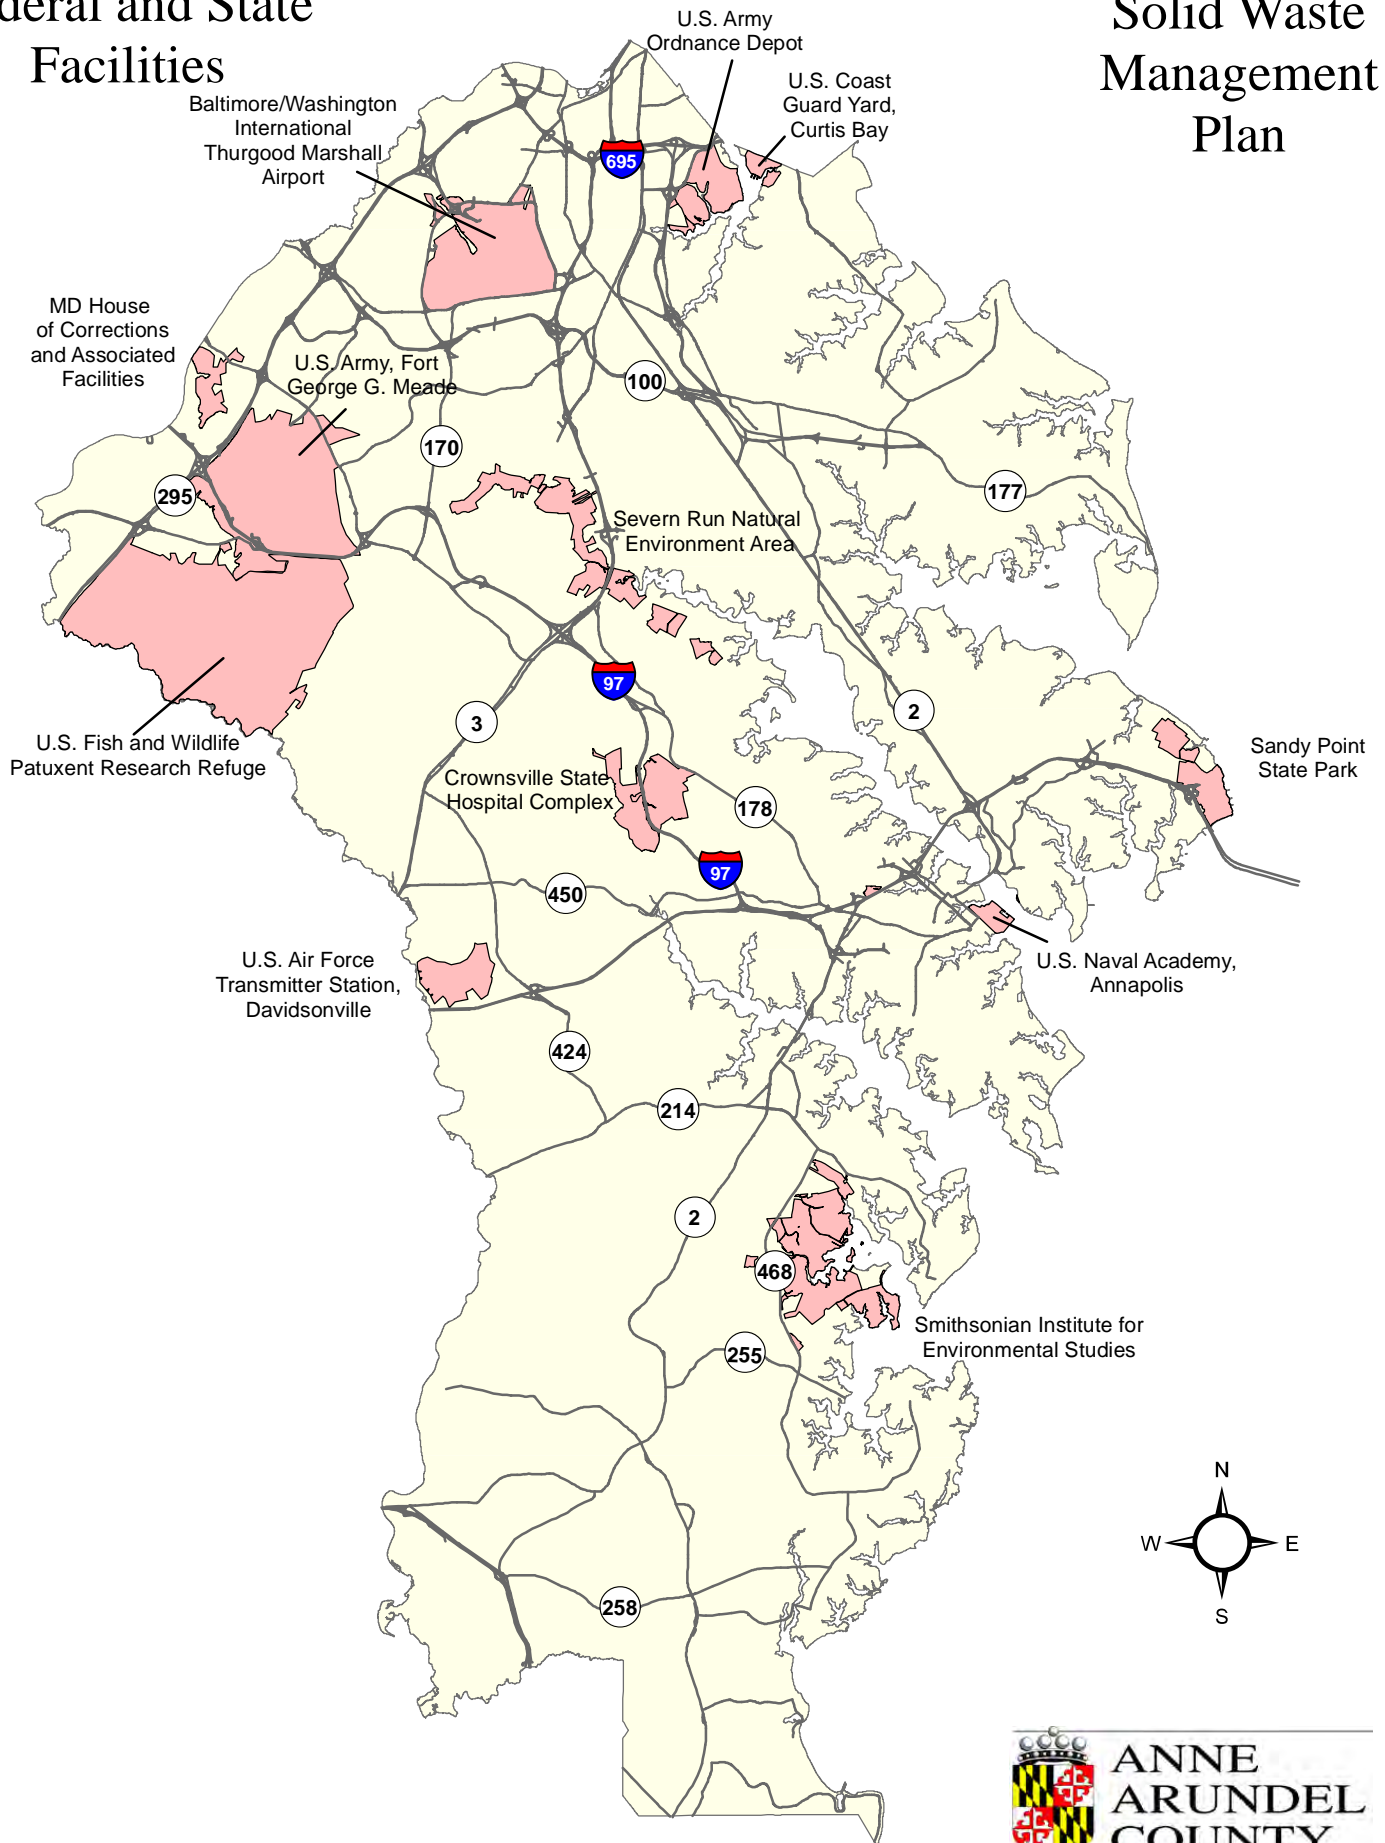 Federal and State
Facilities
Solid Waste
Management
Plan
U.S. Army
Ordnance Depot
U.S. Coast
Guard Yard,
Curtis Bay
Baltimore/Washington
International
Thurgood Marshall
Airport
695
MD House
of Corrections
and Associated
Facilities
U.S. Army, Fort
George G. Meade
100
170
295
177
Severn Run Natural
Environment Area
97
3
2
U.S. Fish and Wildlife
Patuxent Research Refuge
Sandy Point
State Park
Crownsville State
Hospital Complex
178
97
450
U.S. Air Force
Transmitter Station,
Davidsonville
U.S. Naval Academy,
Annapolis
424
214
2
468
Smithsonian Institute for
Environmental Studies
255
N
W
E
S
258
ANNE
ARUNDEL
COUNTY